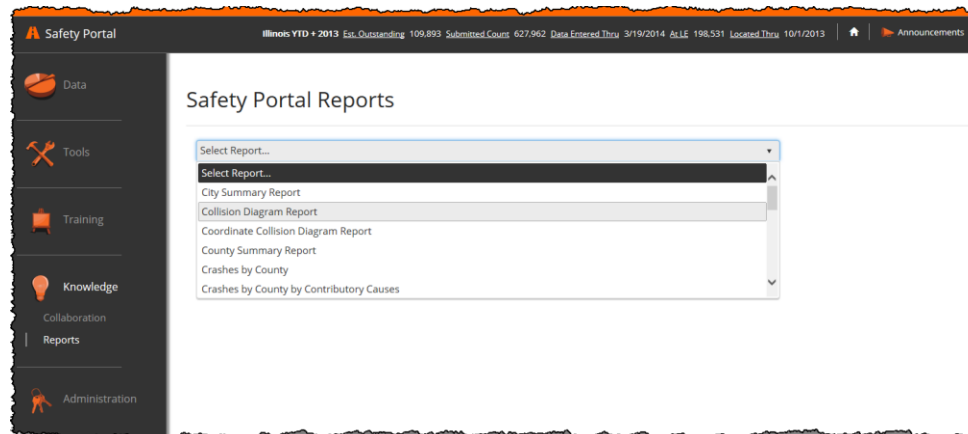 Safety Portal
Illinois YTD + 2013 Est. Outstanding 109,893 Submitted Count 627,962 Data Entered Thru 3/19/2014 At LE 198,531 Located Thru 10/1/2013
Announcements
Data
Tools
Training
Knowledge
Collaboration
Reports
Administration
Safety Portal Reports
Select Report...
Select Report...
City Summary Report
Collision Diagram Report
Coordinate Collision Diagram Report
County Summary Report
Crashes by County
Crashes by County by Contributory Causes